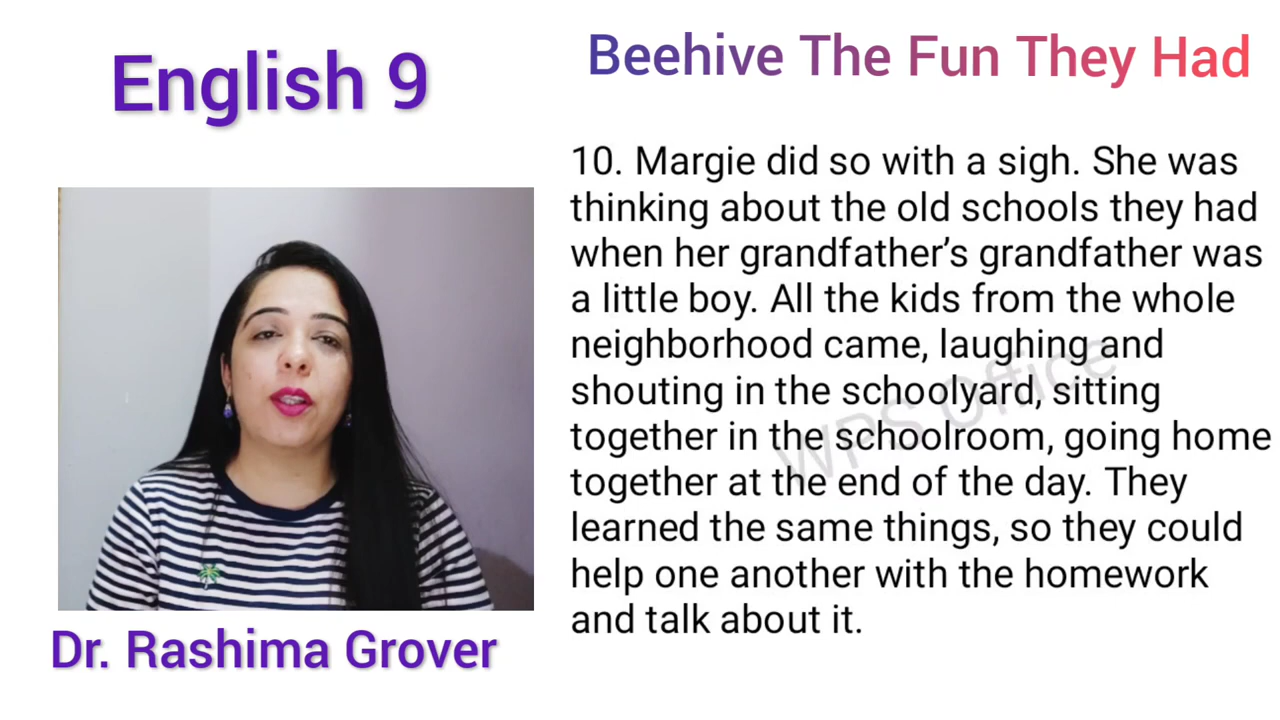 English 9
Beehive The Fun They Had
10. Margie did so with a sigh. She was
thinking about the old schools they had
when her grandfather’s grandfather was
a little boy. All the kids from the whole
neighborhood came, laughing and
shouting in the schoolyard, sitting
together in the schoolroom, going home
together at the end of the day. They
learned the same things, so they could
help one another with the homework
and talk about it.
WPS Office
Dr. Rashima Grover